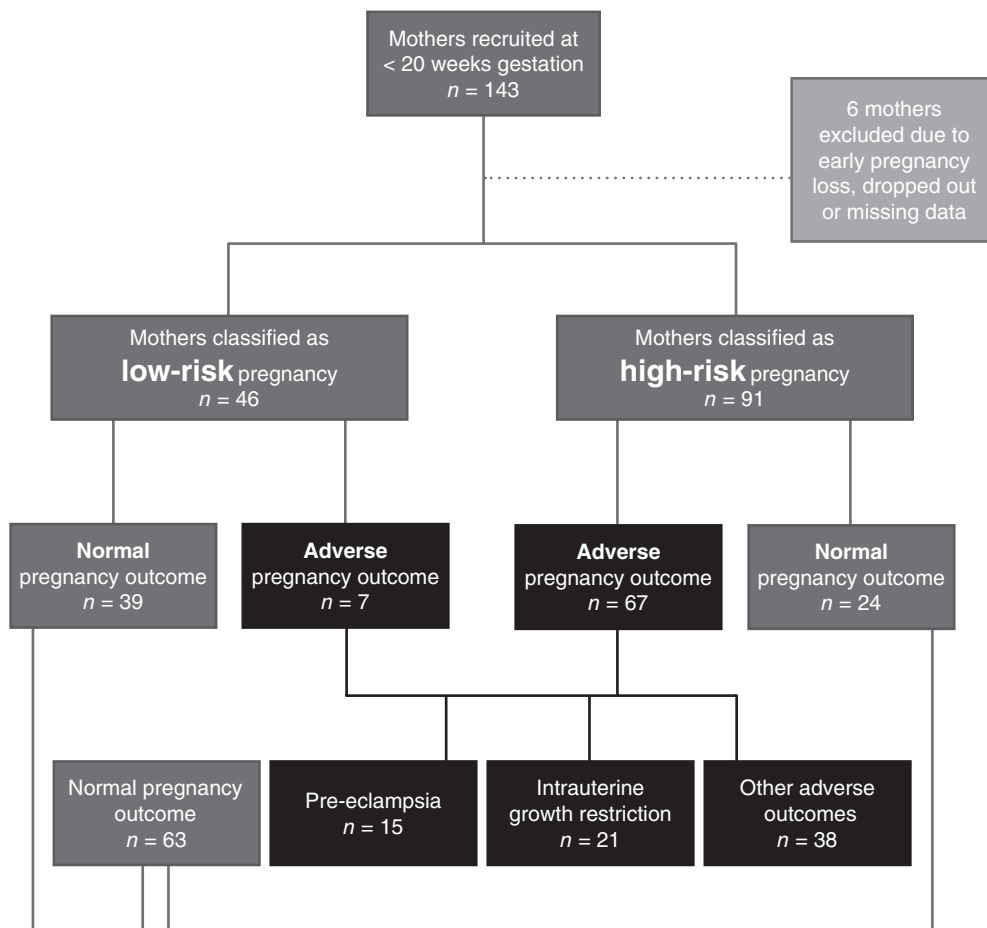 Mothers recruited at
< 20 weeks gestation
n = 143
6 mothers
excluded due to
early pregnancy
loss, dropped out
or missing data
Mothers classified as
low-risk pregnancy
n = 46
Mothers classified as
high-risk pregnancy
n = 91
Normal
pregnancy outcome
n = 39
Adverse
pregnancy outcome
n = 7
Adverse
pregnancy outcome
n = 67
Normal
pregnancy outcome
n = 24
Normal pregnancy
outcome
n = 63
Pre-eclampsia
n = 15
Intrauterine
growth restriction
n = 21
Other adverse
outcomes
n = 38